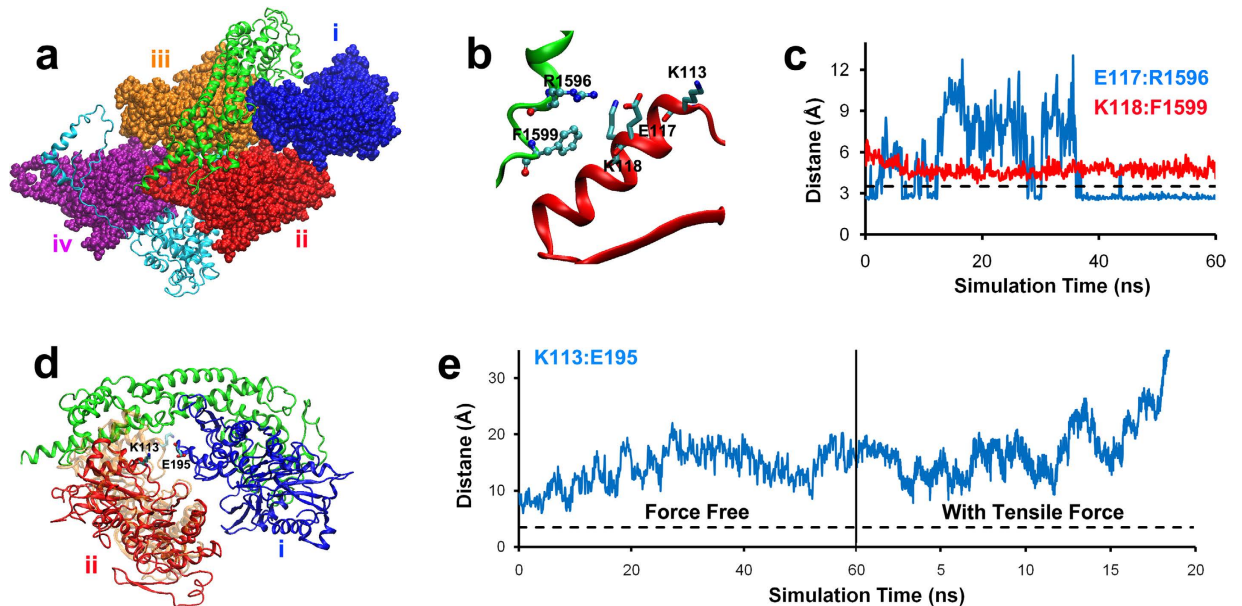 a
iii
i
iv
ii
b
R1596
K113
F1599
E117
K118
c
E117:R1596
K118:F1599
Distane (Å)
12
9
6
3
0
0 20 40 60
Simulation Time (ns)
d
K113
E195
ii
i
e
K113:E195
Distane (Å)
30
20
10
0
Force Free
With Tensile Force
0 20 40 60 5 10 15 20
Simulation Time (ns)